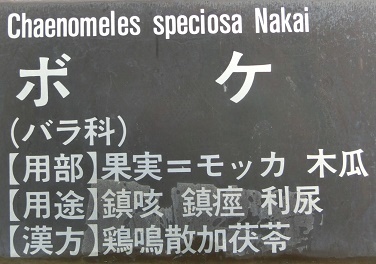 Chaenomeles speciosa Nakai
ボケ
(バラ科)
【用部】果実＝モッカ 木瓜
【用途】鎮咳 鎮痙 利尿
【漢方】鶏鳴散加茯苓